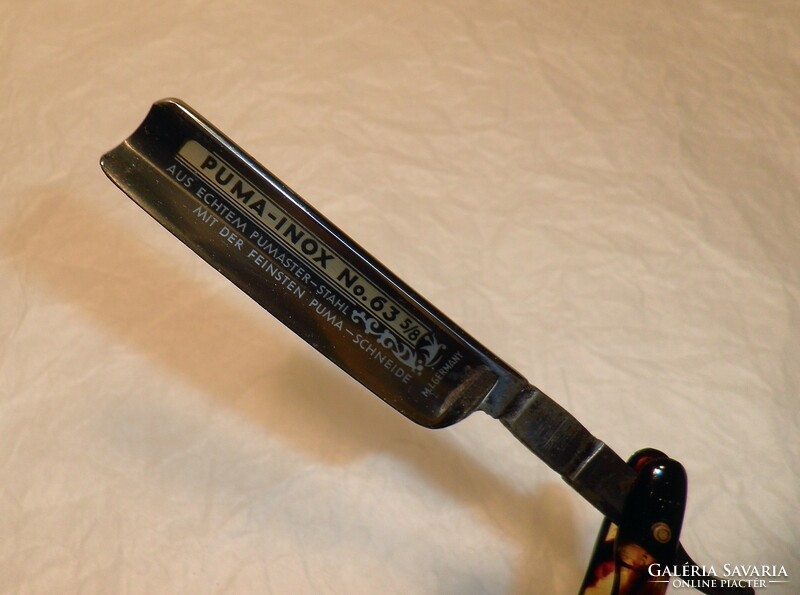 PUMA-INOX No. 63 5/8
AUS ECHTEM PUMASTER-STAHL
MIT DER FEINSTEN PUMA-SCHNEIDE
M.I.GERMANY
GALÉRIA SAVARIA
ONLINE PIACTÉR